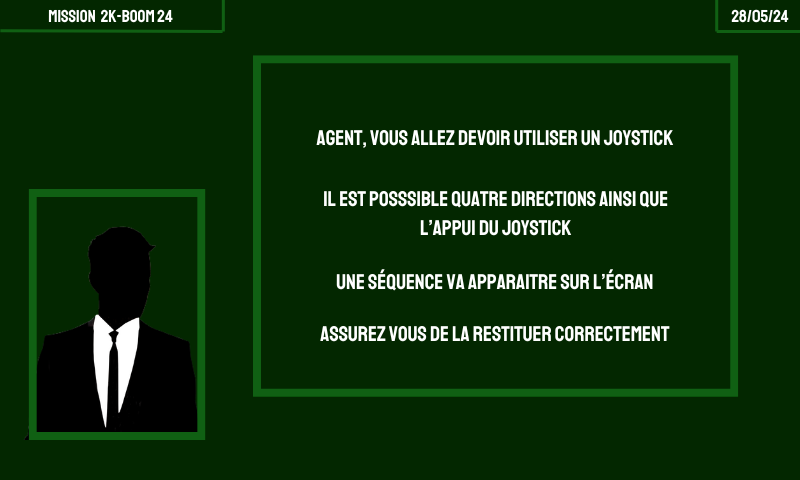 MISSION 2K-BOOM 24
28/05/24
AGENT, VOUS ALLEZ DEVOIR UTILISER UN JOYSTICK
IL EST POSSSIBLE QUATRE DIRECTIONS AINSI QUE
L'APPUI DU JOYSTICK
UNE SÉQUENCE VA APPARAITRE SUR L'ÉCRAN
ASSUREZ VOUS DE LA RESTITUER CORRECTEMENT